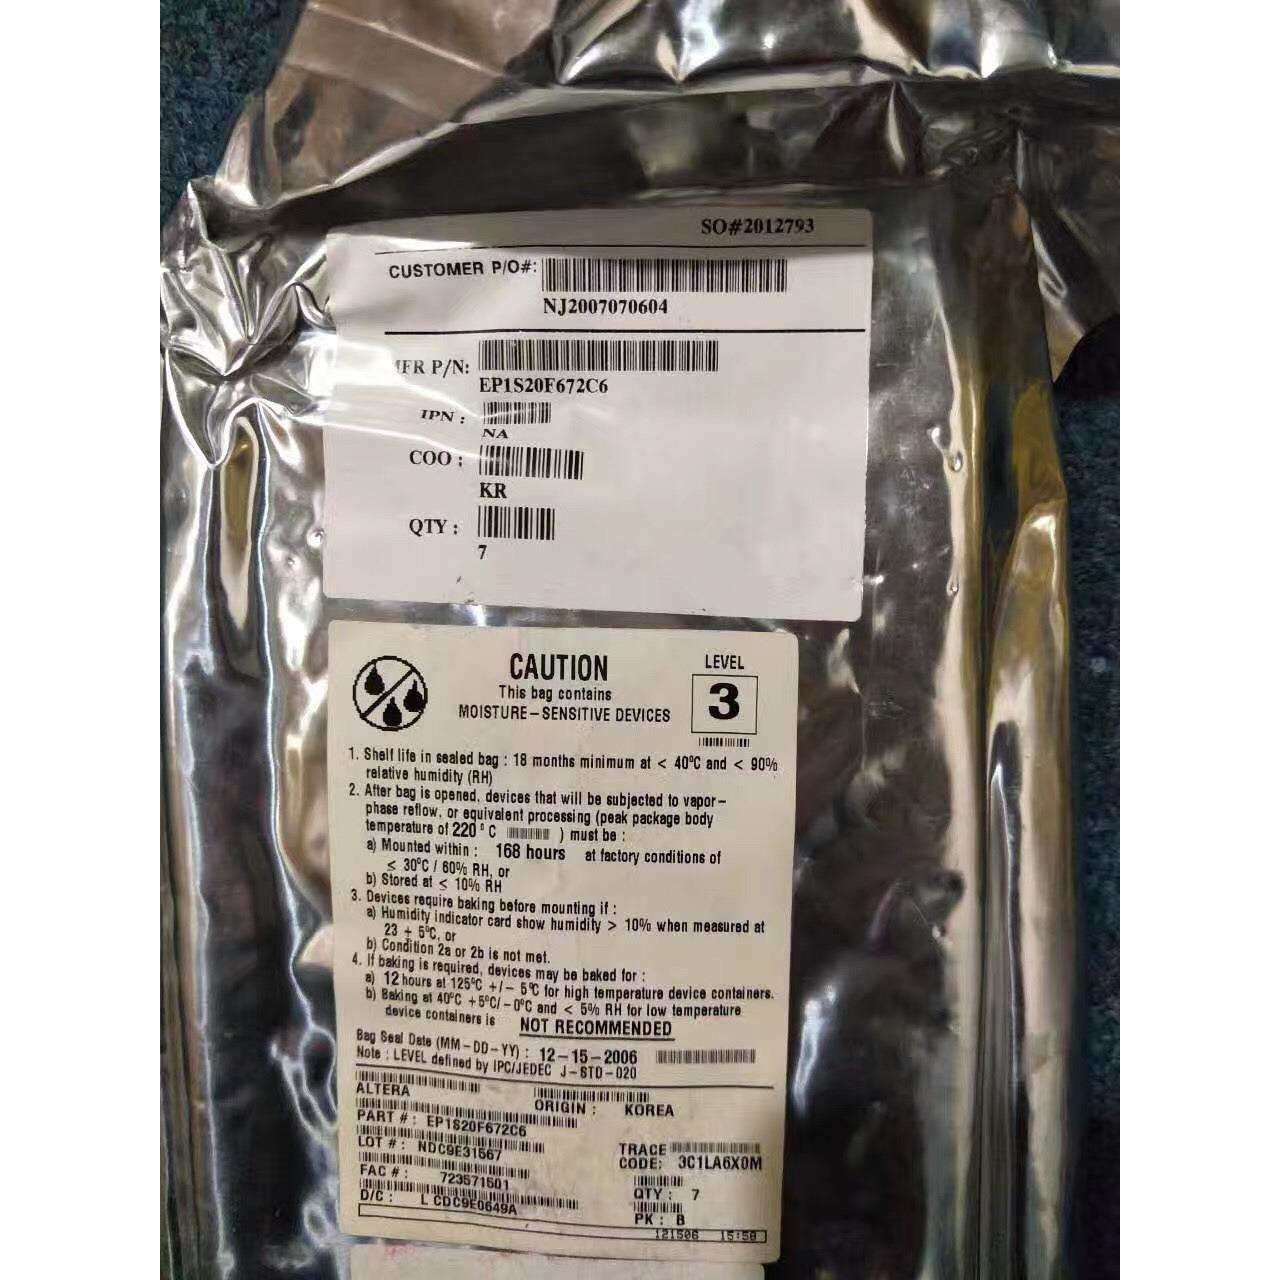 SO#2012793
CUSTOMER P/O#:
NJ2007070604
MFR P/N:
EP1S20F672C6
IPN :
NA
COO :
KR
QTY :
7
CAUTION
This bag contains
MOISTURE-SENSITIVE DEVICES
LEVEL
3
1. Shelf life in sealed bag : 18 months minimum at < 40°C and < 90%
relative humidity (RH)
2. After bag is opened, devices that will be subjected to vapor-
phase reflow, or equivalent processing (peak package body
temperature of 220°C ) must be :
a) Mounted within : 168 hours at factory conditions of
≤ 30°C / 60% RH, or
b) Stored at ≤ 10% RH
3. Devices require baking before mounting if :
a) Humidity indicator card show humidity > 10% when measured at
23 ± 5°C, or
b) Condition 2a or 2b is not met.
4. If baking is required, devices may be baked for :
a) 12 hours at 125°C +/- 5°C for high temperature device containers.
b) Baking at 40°C +5°C/-0°C and < 5% RH for low temperature
device containers is NOT RECOMMENDED
Bag Seal Date (MM-DD-YY) : 12-15-2006
Note : LEVEL defined by IPC/JEDEC J-STD-020
ALTERA
ORIGIN : KOREA
PART # : EP1S20F672C6
LOT # : NDC9E31567
TRACE
CODE: 3C1LA6X0M
FAC # : 723571501
QTY : 7
D/C : L CDC9E0649A
PK : B
121506 15:58